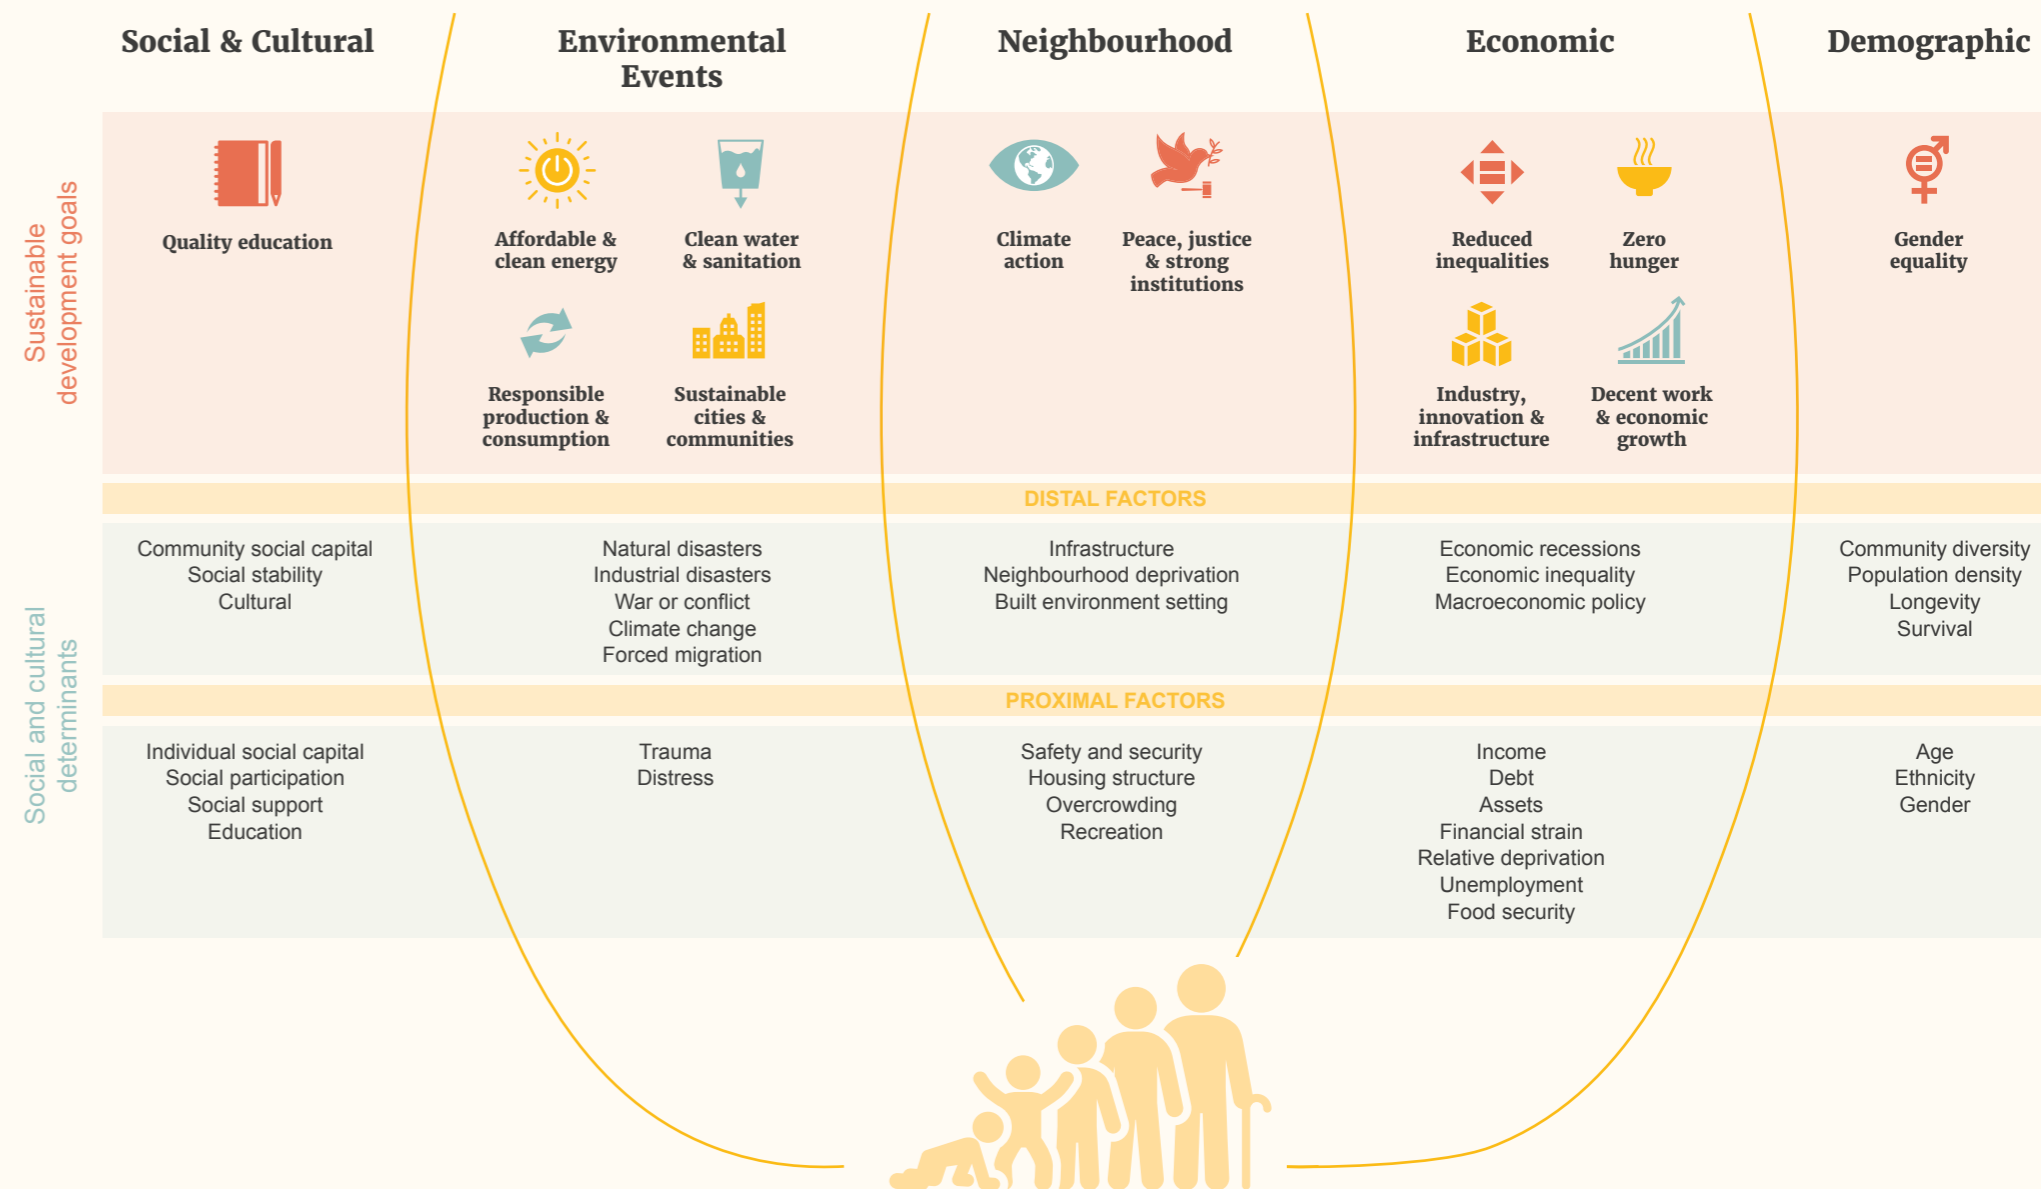 Social & Cultural
Environmental
Events
Neighbourhood
Economic
Demographic
Sustainable
development goals
Quality education
Affordable &
clean energy
Clean water
& sanitation
Responsible
production &
consumption
Sustainable
cities &
communities
Climate
action
Peace, justice
& strong
institutions
Reduced
inequalities
Zero
hunger
Industry,
innovation &
infrastructure
Decent work
& economic
growth
Gender
equality
Social and cultural
determinants
DISTAL FACTORS
Community social capital
Social stability
Cultural
Natural disasters
Industrial disasters
War or conflict
Climate change
Forced migration
Infrastructure
Neighbourhood deprivation
Built environment setting
Economic recessions
Economic inequality
Macroeconomic policy
Community diversity
Population density
Longevity
Survival
PROXIMAL FACTORS
Individual social capital
Social participation
Social support
Education
Trauma
Distress
Safety and security
Housing structure
Overcrowding
Recreation
Income
Debt
Assets
Financial strain
Relative deprivation
Unemployment
Food security
Age
Ethnicity
Gender